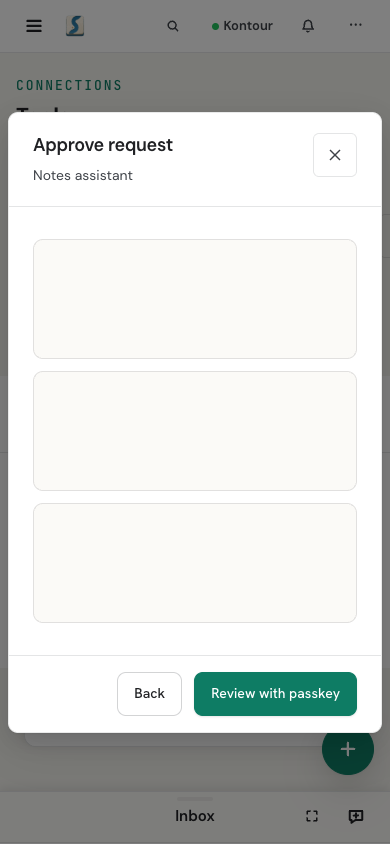 Kontour
CONNECTIONS
Approve request
Notes assistant
Back
Review with passkey
Inbox